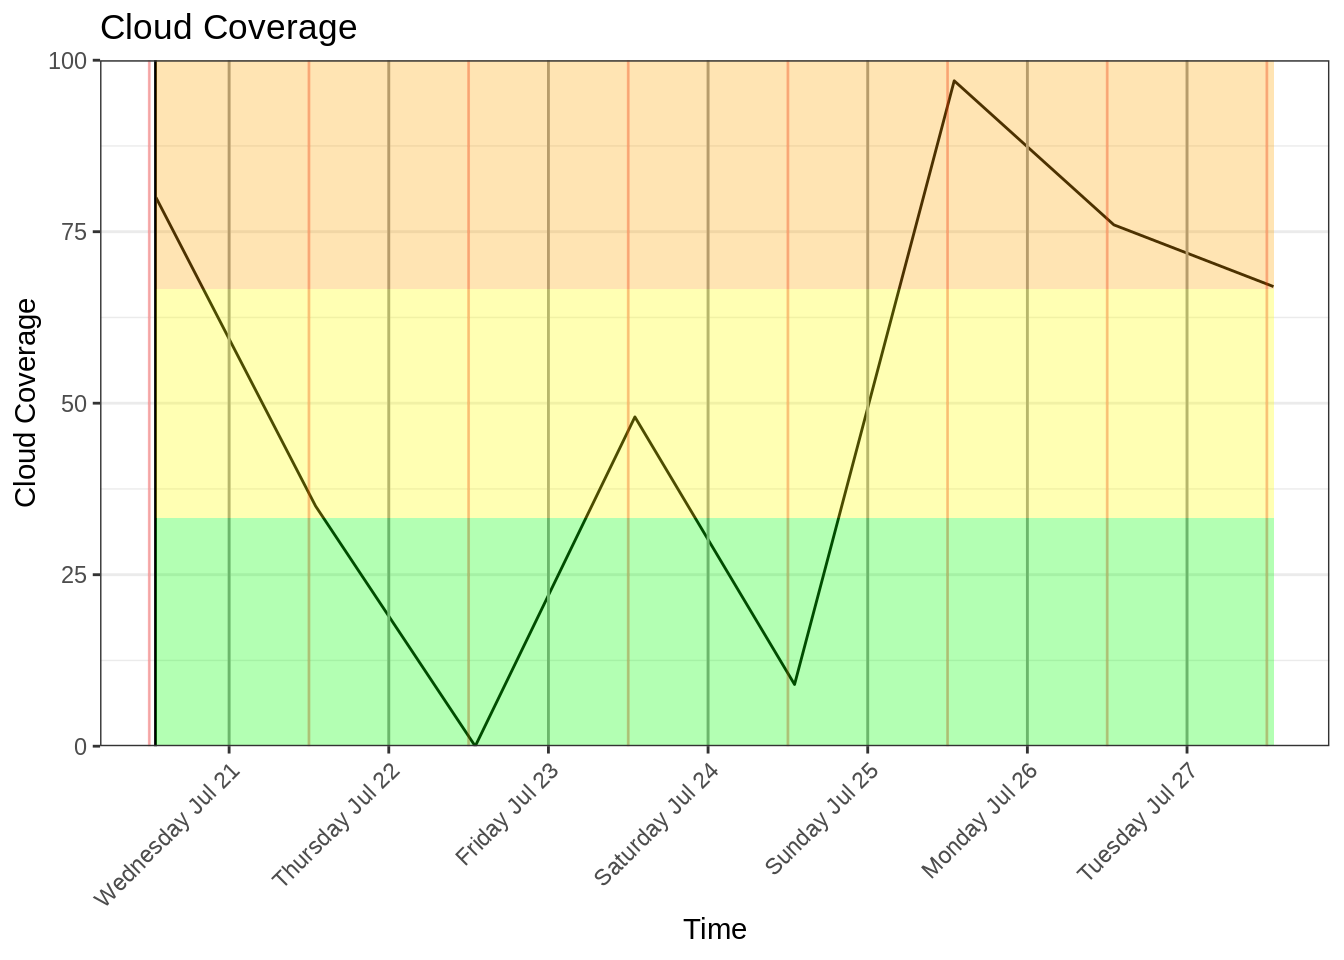 Cloud Coverage
Cloud Coverage
100
75
50
25
0
Wednesday Jul 21
Thursday Jul 22
Friday Jul 23
Saturday Jul 24
Sunday Jul 25
Monday Jul 26
Tuesday Jul 27
Time